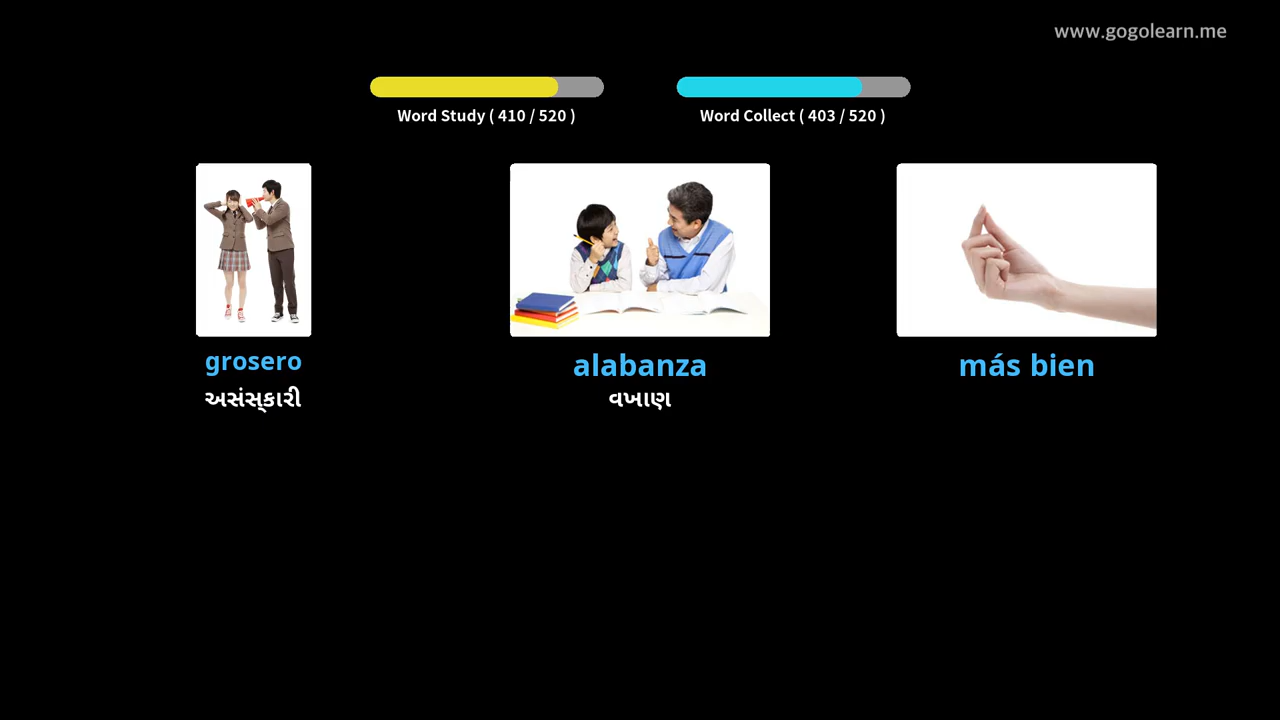 www.gogolearn.me
Word Study ( 410 / 520 )
Word Collect ( 403 / 520 )
grosero
alabanza
más bien
અસંસ્કારી
વખાણ